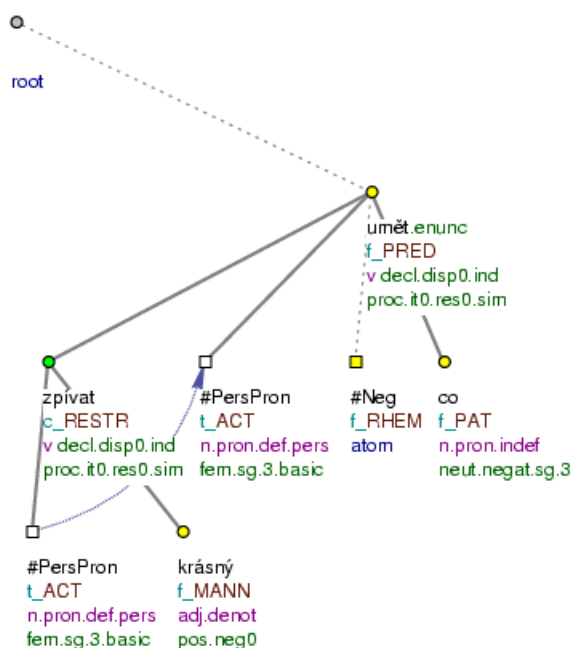 root
umět.enunc
f_PRED
v decl.disp0.ind
proc.it0.res0.sim
zpívat
c_RESTR
v decl.disp0.ind
proc.it0.res0.sim
#PersPron
t_ACT
n.pron.def.pers
fem.sg.3.basic
#Neg
f_RHEM
atom
co
f_PAT
n.pron.indef
neut.negat.sg.3
#PersPron
t_ACT
n.pron.def.pers
fem.sg.3.basic
krásný
f_MANN
adj.denot
pos.neg0